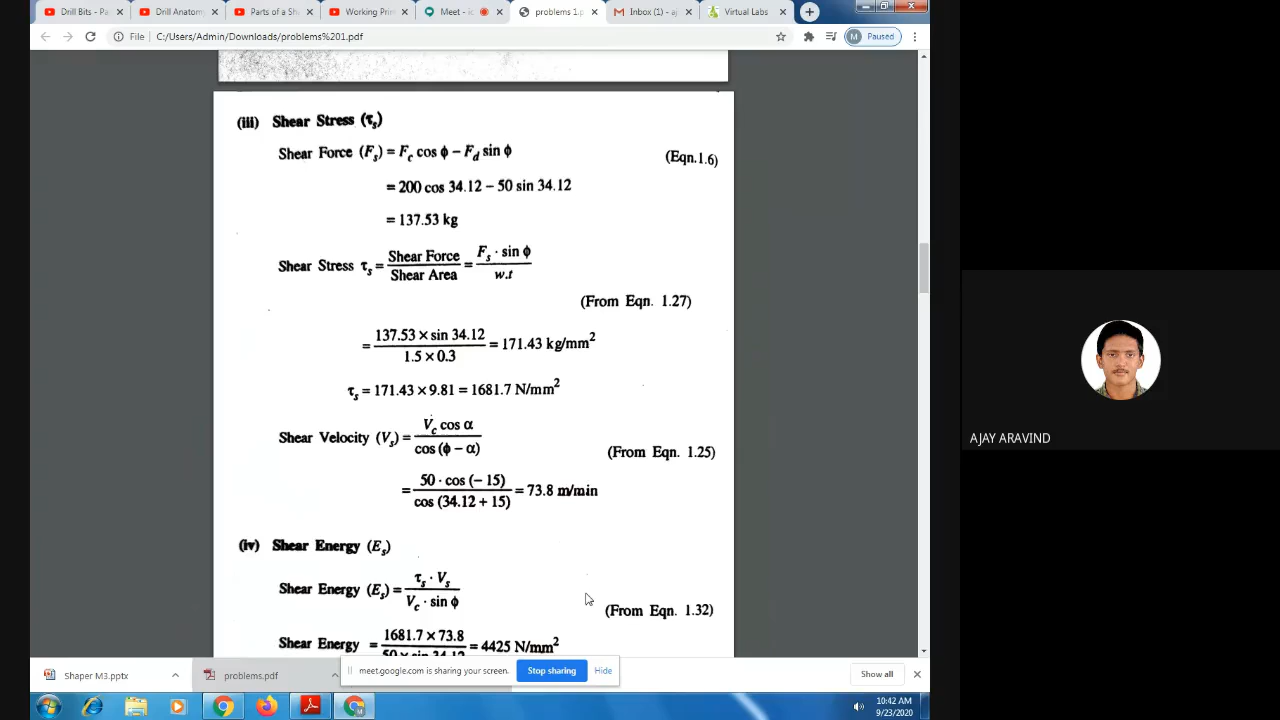 Drill Bits - Pa
Drill Anatom
Parts of a Sha
Working Prin
Meet - ic
problems 1.p
Inbox (1) - aj
Virtual Labs
File C:/Users/Admin/Downloads/problems%201.pdf
M Paused
(iii) Shear Stress (τs)
Shear Force (Fs) = Fc cos ϕ – Fd sin ϕ
(Eqn.1.6)
= 200 cos 34.12 – 50 sin 34.12
= 137.53 kg
Shear Stress τs = Shear Force / Shear Area = Fs · sin ϕ / w.t
(From Eqn. 1.27)
= 137.53 × sin 34.12 / 1.5 × 0.3 = 171.43 kg/mm²
τs = 171.43 × 9.81 = 1681.7 N/mm²
Shear Velocity (Vs) = Vc cos α / cos (ϕ – α)
(From Eqn. 1.25)
= 50 · cos (– 15) / cos (34.12 + 15) = 73.8 m/min
(iv) Shear Energy (Es)
Shear Energy (Es) = τs · Vs / Vc · sin ϕ
(From Eqn. 1.32)
Shear Energy = 1681.7 × 73.8 / 50 × sin 34.12 = 4425 N/mm²
AJAY ARAVIND
Shaper M3.pptx
problems.pdf
meet.google.com is sharing your screen.
Stop sharing
Hide
Show all
10:42 AM
9/23/2020